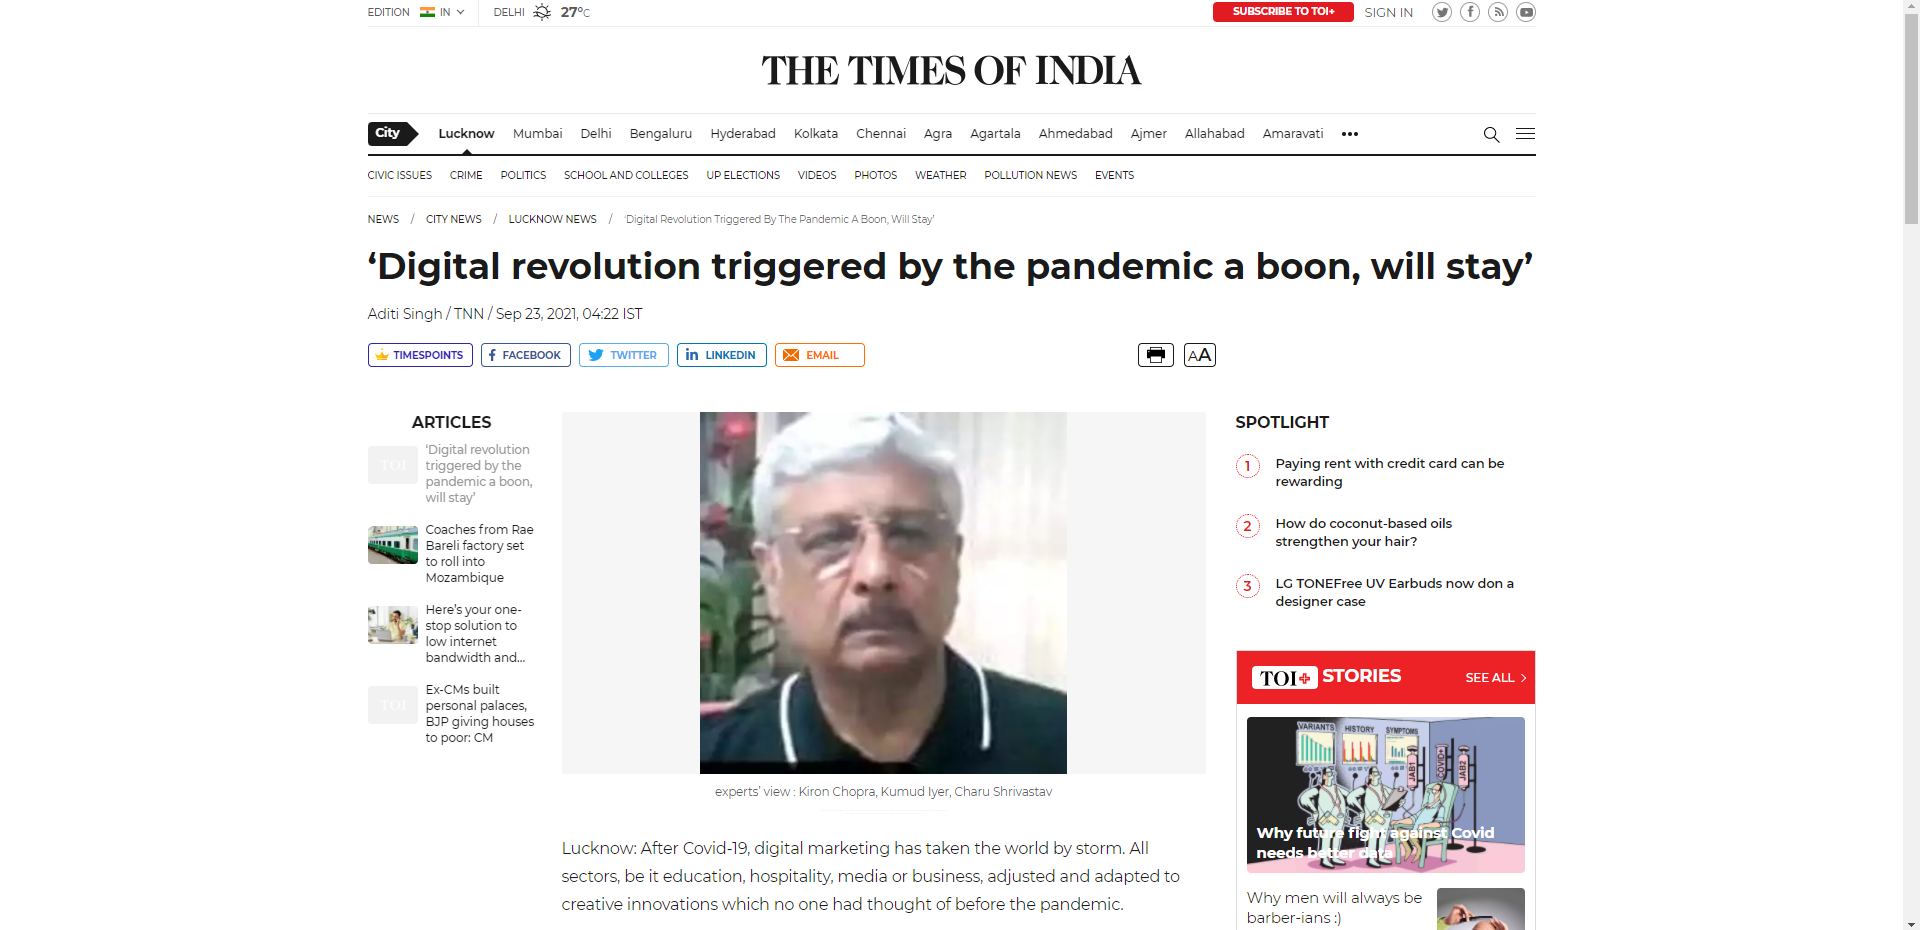 EDITION IN DELHI 27°C SUBSCRIBE TO TOI+ SIGN IN
THE TIMES OF INDIA
City Lucknow Mumbai Delhi Bengaluru Hyderabad Kolkata Chennai Agra Agartala Ahmedabad Ajmer Allahabad Amaravati •••
CIVIC ISSUES CRIME POLITICS SCHOOL AND COLLEGES UP ELECTIONS VIDEOS PHOTOS WEATHER POLLUTION NEWS EVENTS
NEWS / CITY NEWS / LUCKNOW NEWS / 'Digital Revolution Triggered By The Pandemic A Boon, Will Stay'
‘Digital revolution triggered by the pandemic a boon, will stay’
Aditi Singh / TNN / Sep 23, 2021, 04:22 IST
TIMESPOINTS FACEBOOK TWITTER LINKEDIN EMAIL AA
ARTICLES
TOI
‘Digital revolution
triggered by the
pandemic a boon,
will stay’
Coaches from Rae
Bareli factory set
to roll into
Mozambique
Here’s your one-
stop solution to
low internet
bandwidth and...
TOI
Ex-CMs built
personal palaces,
BJP giving houses
to poor: CM
experts’ view : Kiron Chopra, Kumud Iyer, Charu Shrivastav
Lucknow: After Covid-19, digital marketing has taken the world by storm. All
sectors, be it education, hospitality, media or business, adjusted and adapted to
creative innovations which no one had thought of before the pandemic.
SPOTLIGHT
1 Paying rent with credit card can be
rewarding
2 How do coconut-based oils
strengthen your hair?
3 LG TONEFree UV Earbuds now don a
designer case
TOI+ STORIES SEE ALL
VARIANTS HISTORY SYMPTOMS
JAB1 COVID+ JAB2
Why future fight against Covid
needs better data
Why men will always be
barber-ians :)